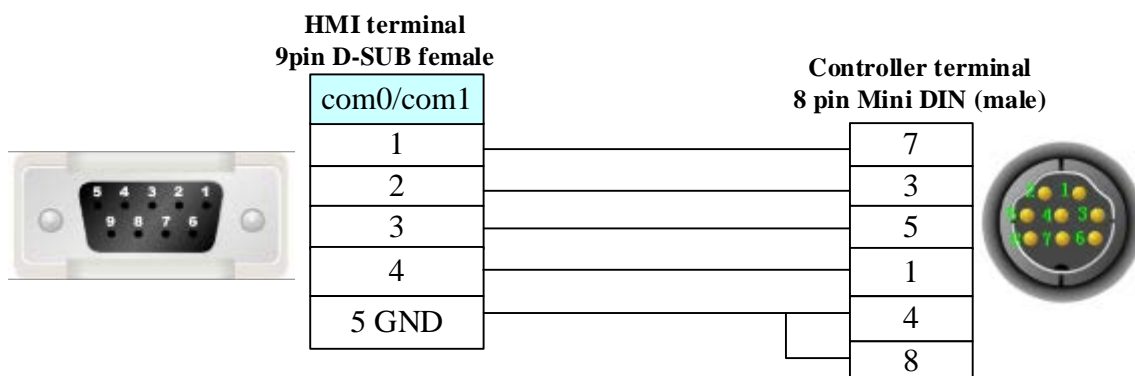 HMI terminal
9pin D-SUB female
com0/com1
1
2
3
4
5 GND
5 4 3 2 1
9 8 7 6
Controller terminal
8 pin Mini DIN (male)
7
3
5
1
4
8
2 1
5 4 3
8 7 6